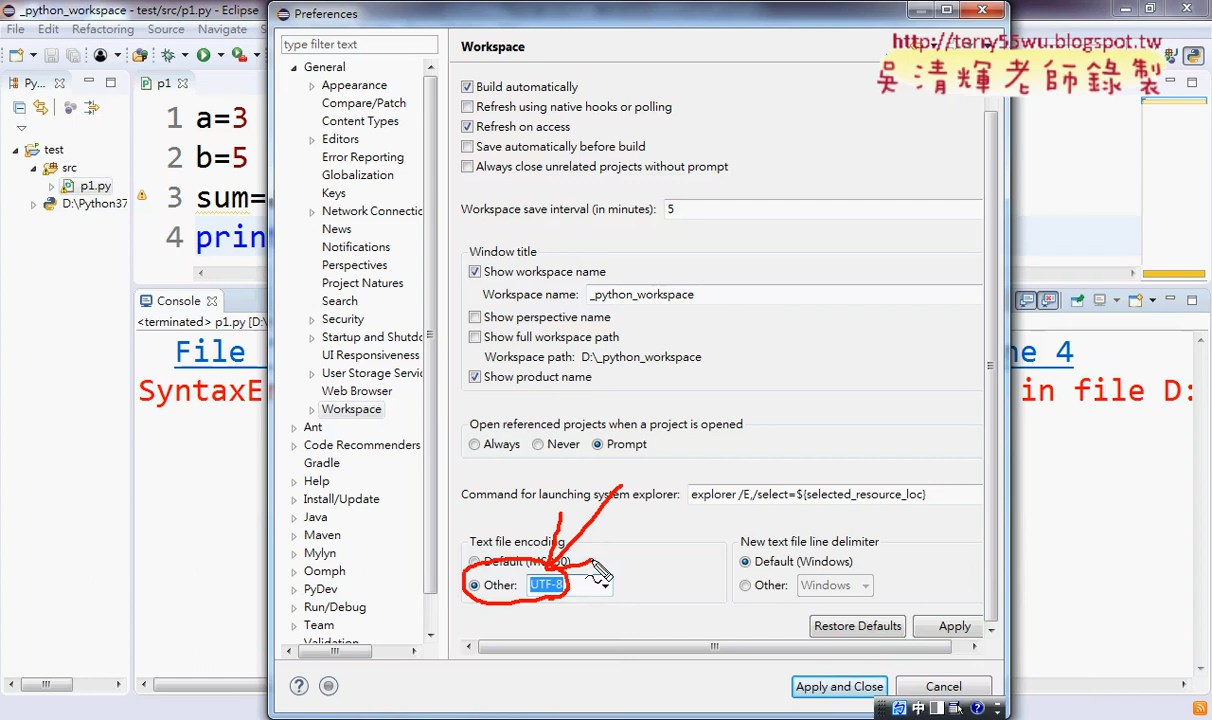 _python_workspace - test/src/p1.py - Eclipse
Preferences
File Edit Refactoring Source Navigate
http://terry55wu.blogspot.tw
吳清輝老師錄製
type filter text
Workspace
Py...
p1
General
Appearance
Compare/Patch
Content Types
Editors
Error Reporting
Globalization
Keys
Network Connectic
News
Notifications
Perspectives
Project Natures
Search
Security
Startup and Shutdo
UI Responsiveness
User Storage Servic
Web Browser
Workspace
Ant
Code Recommenders
Gradle
Help
Install/Update
Java
Maven
Mylyn
Oomph
PyDev
Run/Debug
Team
Validation
test
src
p1.py
D:\Python37
1 a=3
2 b=5
3 sum=
4 prin
Build automatically
Refresh using native hooks or polling
Refresh on access
Save automatically before build
Always close unrelated projects without prompt
Workspace save interval (in minutes): 5
Window title
Show workspace name
Workspace name: _python_workspace
Show perspective name
Show full workspace path
Workspace path: D:\_python_workspace
Show product name
Open referenced projects when a project is opened
Always Never Prompt
Command for launching system explorer: explorer /E,/select=${selected_resource_loc}
Text file encoding
Default (MS950)
Other: UTF-8
New text file line delimiter
Default (Windows)
Other: Windows
Restore Defaults Apply
Apply and Close Cancel
Console
<terminated> p1.py [D:\
File ne 4
SyntaxE in file D:
中